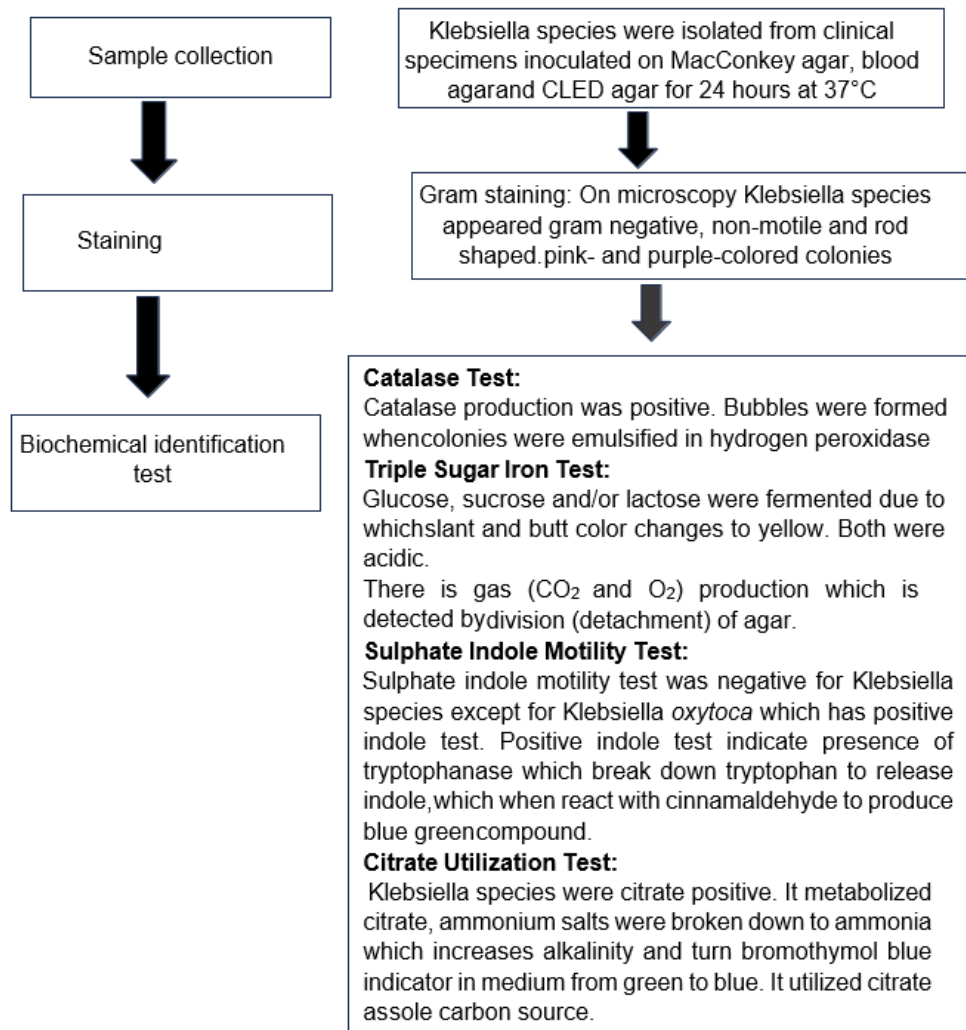 Sample collection
Staining
Biochemical identification
test
Klebsiella species were isolated from clinical
specimens inoculated on MacConkey agar, blood
agarand CLED agar for 24 hours at 37°C
Gram staining: On microscopy Klebsiella species
appeared gram negative, non-motile and rod
shaped.pink- and purple-colored colonies
Catalase Test:
Catalase production was positive. Bubbles were formed
whencolonies were emulsified in hydrogen peroxidase
Triple Sugar Iron Test:
Glucose, sucrose and/or lactose were fermented due to
whichslant and butt color changes to yellow. Both were
acidic.
There is gas (CO₂ and O₂) production which is
detected bydivision (detachment) of agar.
Sulphate Indole Motility Test:
Sulphate indole motility test was negative for Klebsiella
species except for Klebsiella oxytoca which has positive
indole test. Positive indole test indicate presence of
tryptophanase which break down tryptophan to release
indole,which when react with cinnamaldehyde to produce
blue greencompound.
Citrate Utilization Test:
Klebsiella species were citrate positive. It metabolized
citrate, ammonium salts were broken down to ammonia
which increases alkalinity and turn bromothymol blue
indicator in medium from green to blue. It utilized citrate
assole carbon source.